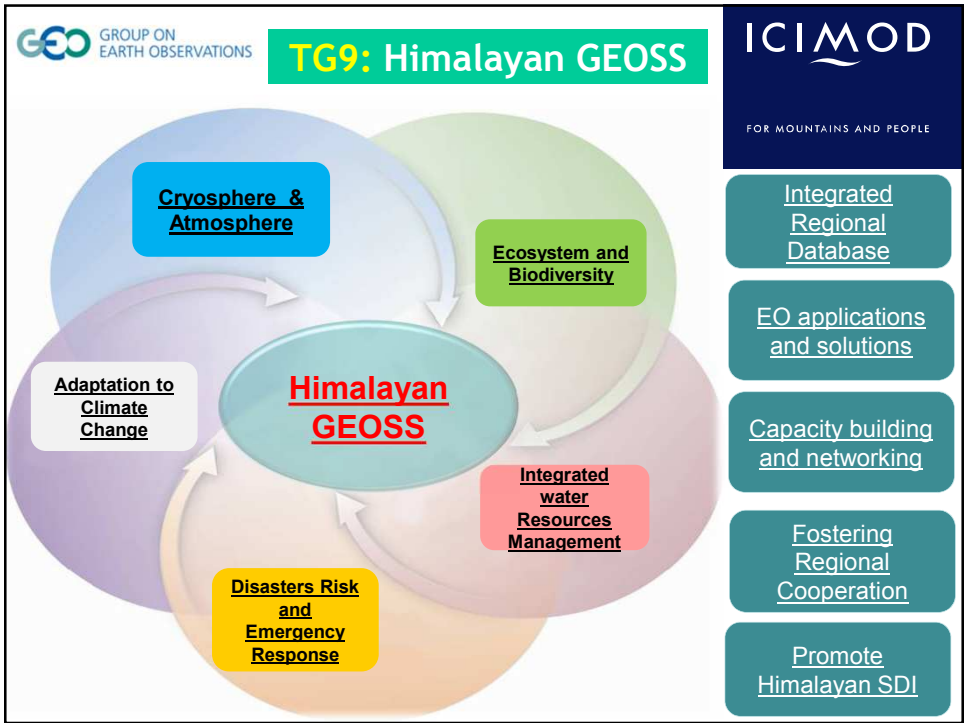 GEO GROUP ON
EARTH OBSERVATIONS
TG9: Himalayan GEOSS
ICIMOD
FOR MOUNTAINS AND PEOPLE
Cryosphere &
Atmosphere
Ecosystem and
Biodiversity
Adaptation to
Climate
Change
Himalayan
GEOSS
Integrated
water
Resources
Management
Disasters Risk
and
Emergency
Response
Integrated
Regional
Database
EO applications
and solutions
Capacity building
and networking
Fostering
Regional
Cooperation
Promote
Himalayan SDI